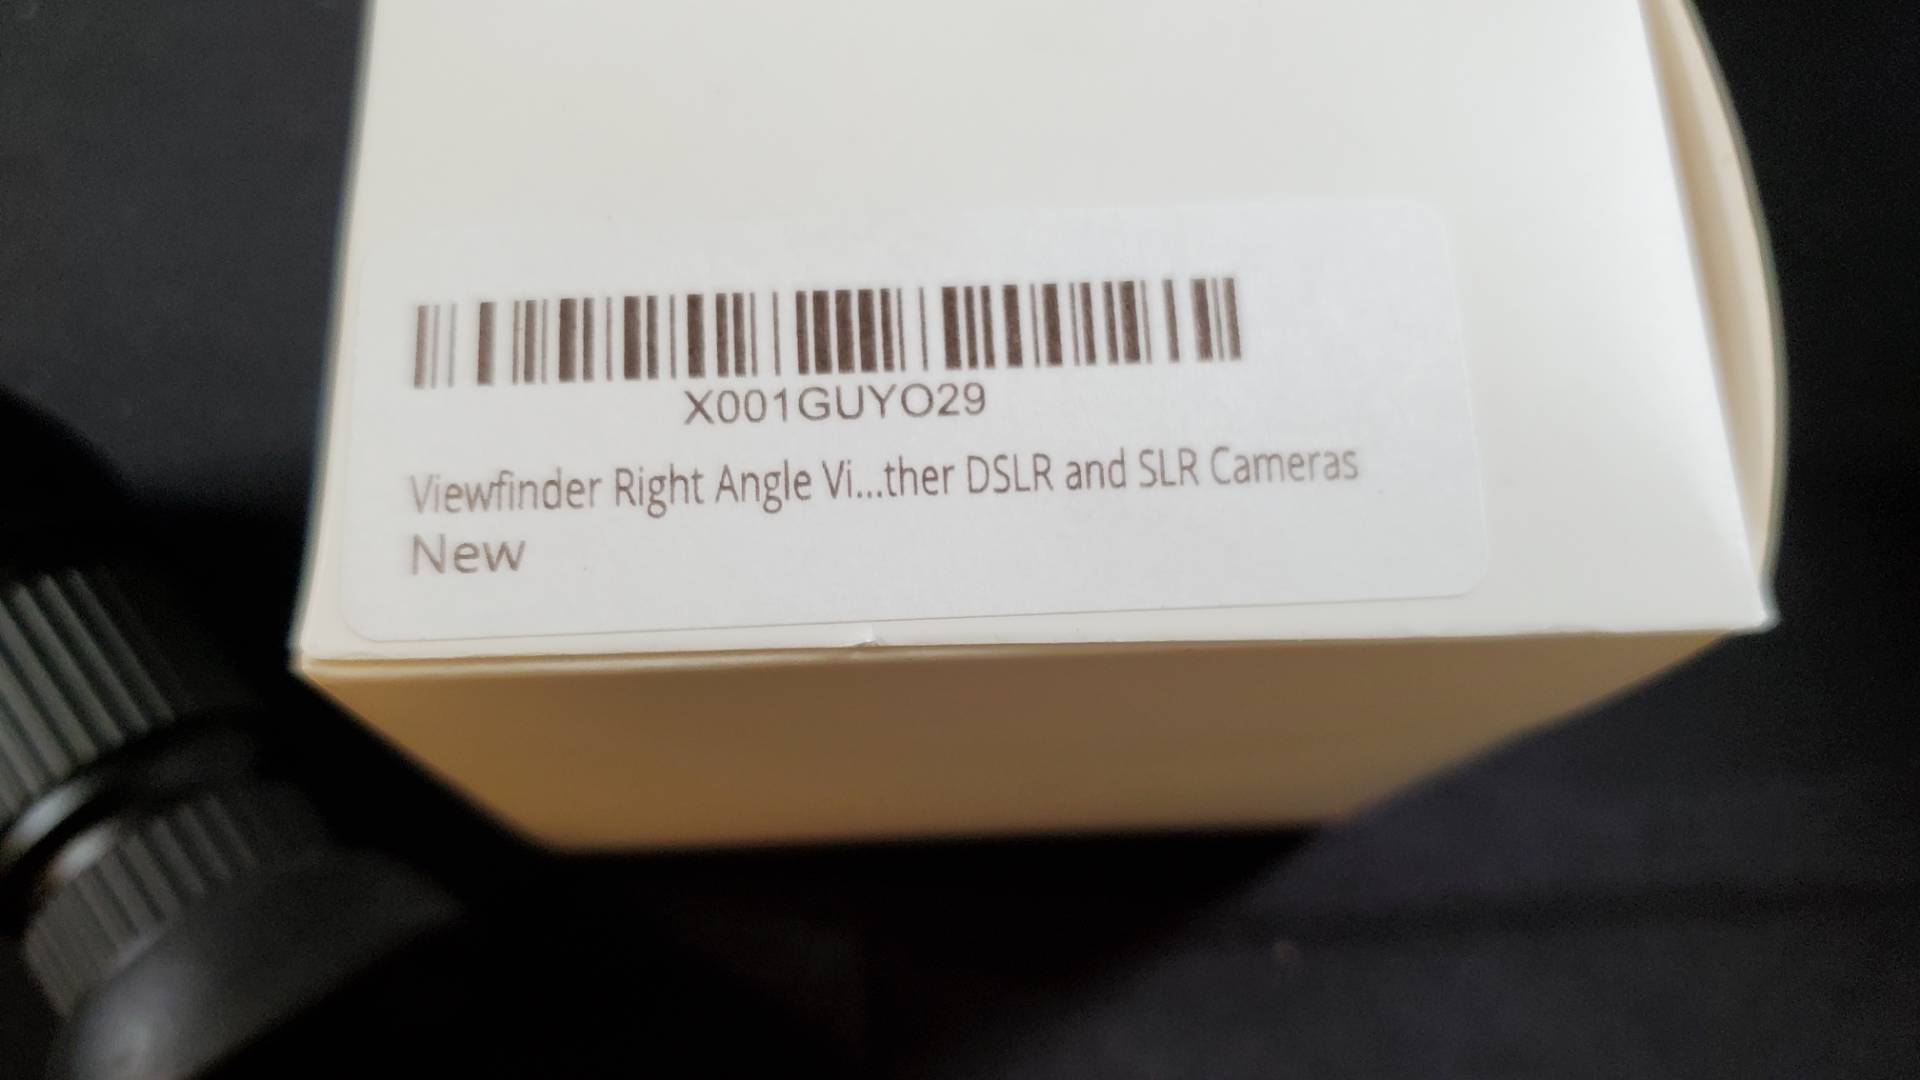 X001GUYO29
Viewfinder Right Angle Vi...ther DSLR and SLR Cameras
New